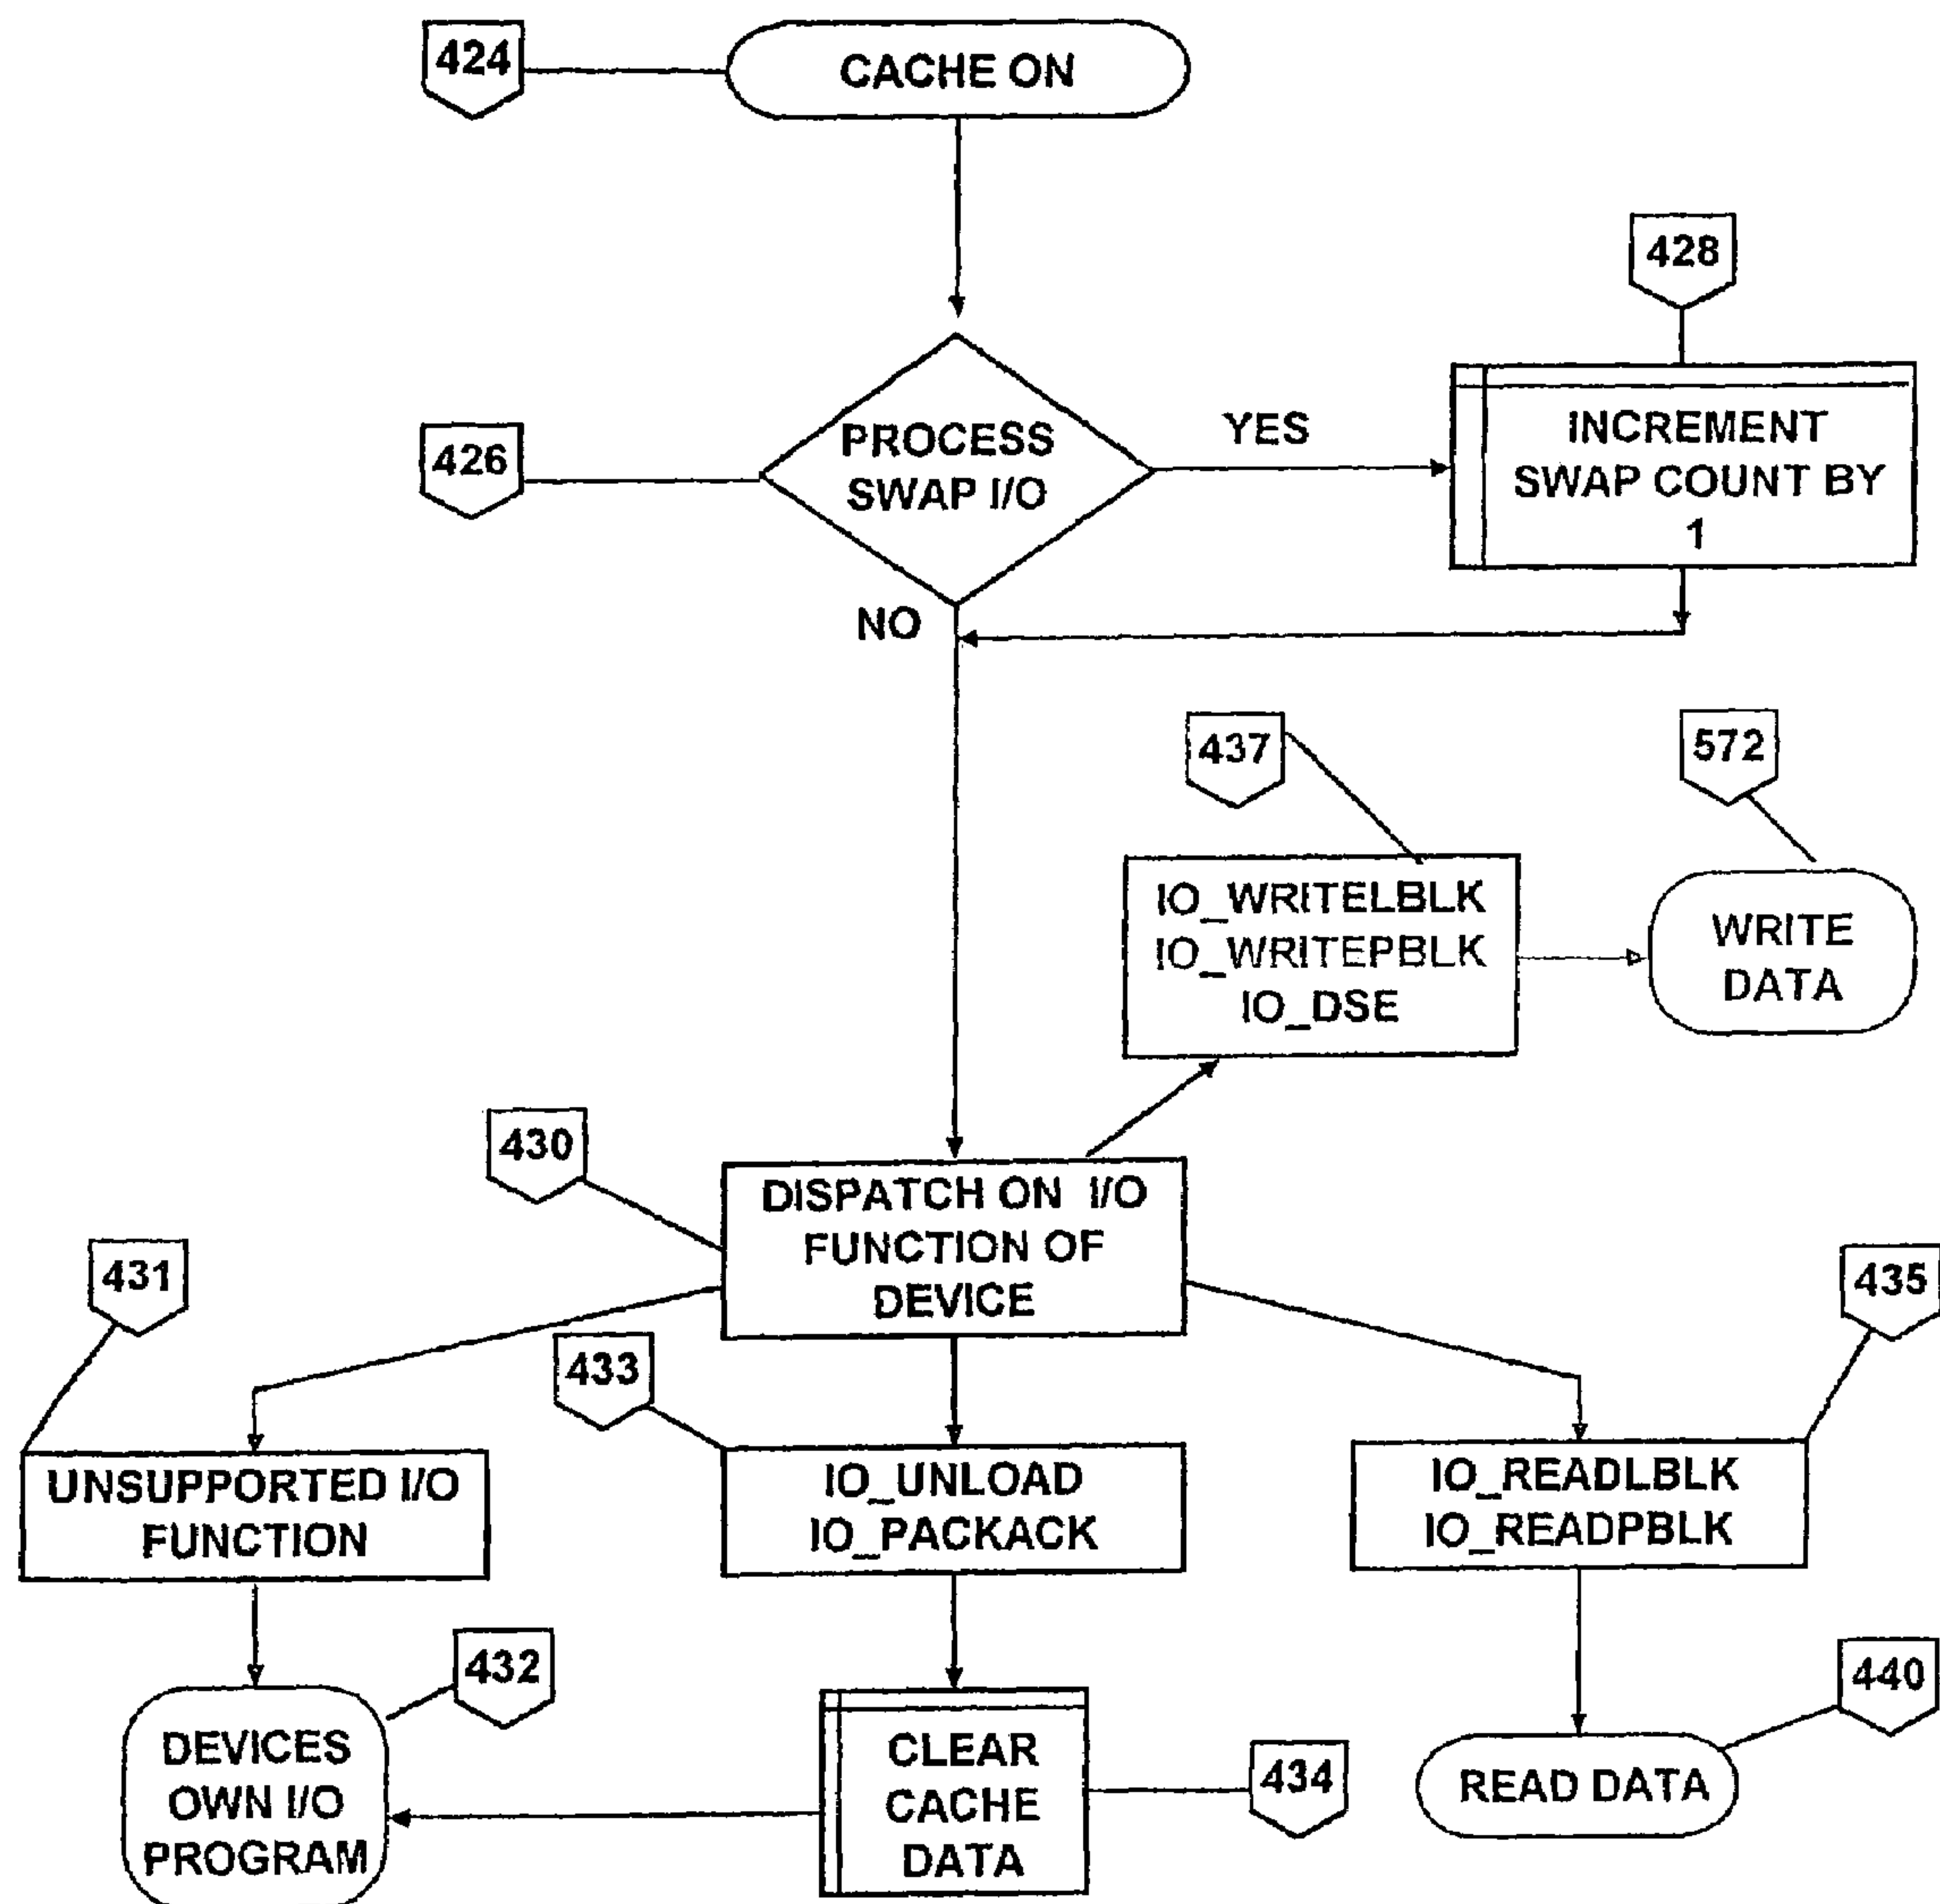 424
CACHE ON
428
426
PROCESS
SWAP I/O
YES
INCREMENT
SWAP COUNT BY
1
NO
437
572
IO_WRITELBLK
IO_WRITEPBLK
IO_DSE
WRITE
DATA
430
DISPATCH ON I/O
FUNCTION OF
DEVICE
431
435
433
UNSUPPORTED I/O
FUNCTION
IO_UNLOAD
IO_PACKACK
IO_READLBLK
IO_READPBLK
432
440
DEVICES
OWN I/O
PROGRAM
CLEAR
CACHE
DATA
434
READ DATA